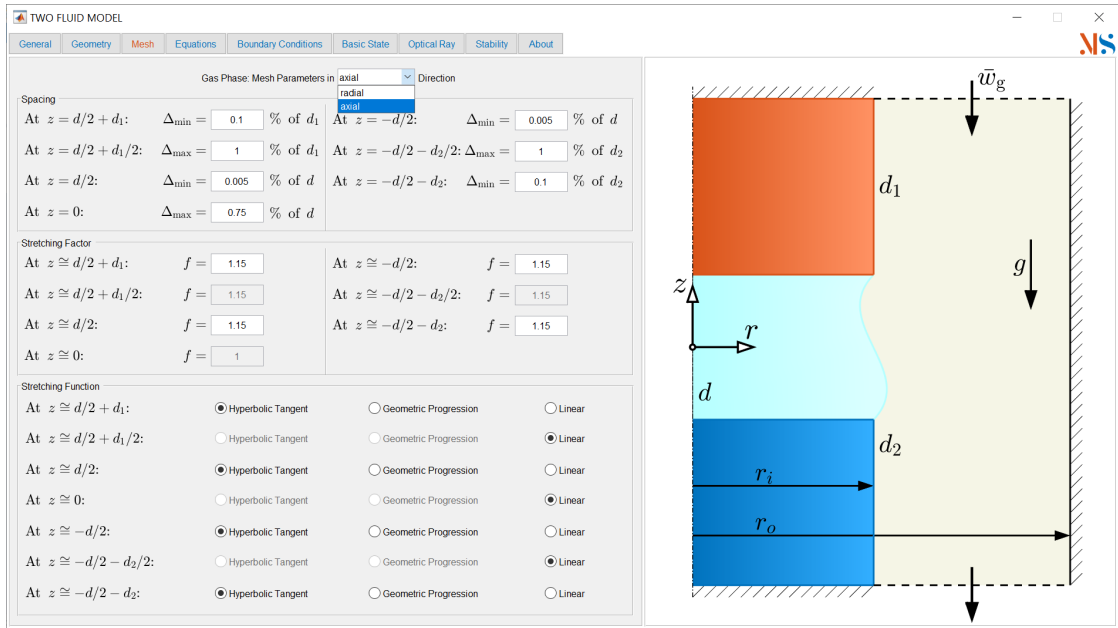 TWO FLUID MODEL
General Geometry Mesh Equations Boundary Conditions Basic State Optical Ray Stability About
MS
Gas Phase: Mesh Parameters in axial Direction
radial
axial
Spacing
At z = d/2 + d₁: Δmin = 0.1 % of d₁ At z = −d/2: Δmin = 0.005 % of d
At z = d/2 + d₁/2: Δmax = 1 % of d₁ At z = −d/2 − d₂/2: Δmax = 1 % of d₂
At z = d/2: Δmin = 0.005 % of d At z = −d/2 − d₂: Δmin = 0.1 % of d₂
At z = 0: Δmax = 0.75 % of d
Stretching Factor
At z ≅ d/2 + d₁: f = 1.15 At z ≅ −d/2: f = 1.15
At z ≅ d/2 + d₁/2: f = 1.15 At z ≅ −d/2 − d₂/2: f = 1.15
At z ≅ d/2: f = 1.15 At z ≅ −d/2 − d₂: f = 1.15
At z ≅ 0: f = 1
Stretching Function
At z ≅ d/2 + d₁: Hyperbolic Tangent Geometric Progression Linear
At z ≅ d/2 + d₁/2: Hyperbolic Tangent Geometric Progression Linear
At z ≅ d/2: Hyperbolic Tangent Geometric Progression Linear
At z ≅ 0: Hyperbolic Tangent Geometric Progression Linear
At z ≅ −d/2: Hyperbolic Tangent Geometric Progression Linear
At z ≅ −d/2 − d₂/2: Hyperbolic Tangent Geometric Progression Linear
At z ≅ −d/2 − d₂: Hyperbolic Tangent Geometric Progression Linear
w̄g
d₁
g
z
r
d
d₂
rᵢ
rₒ